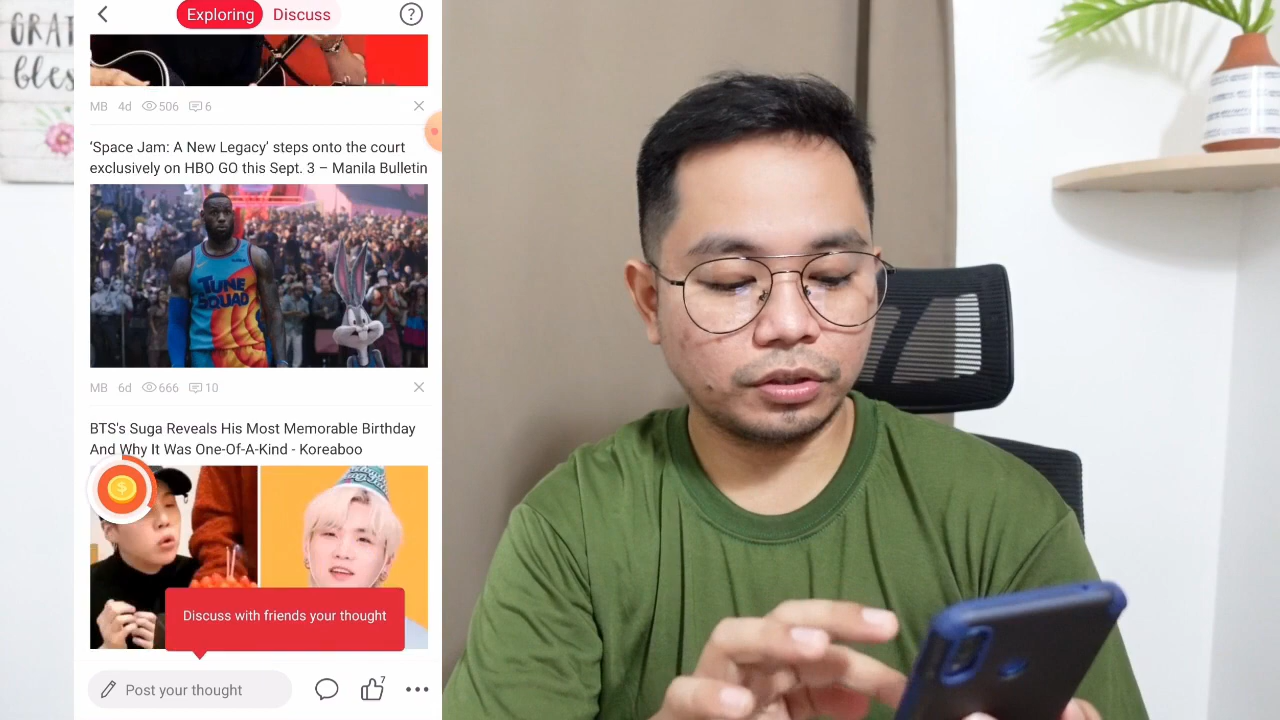 GRAT
bles
Exploring
Discuss
?
MB 4d 506 6
‘Space Jam: A New Legacy’ steps onto the court
exclusively on HBO GO this Sept. 3 – Manila Bulletin
TUNE
SQUAD
MB 6d 666 10
BTS's Suga Reveals His Most Memorable Birthday
And Why It Was One-Of-A-Kind - Koreaboo
$
Discuss with friends your thought
Post your thought
7